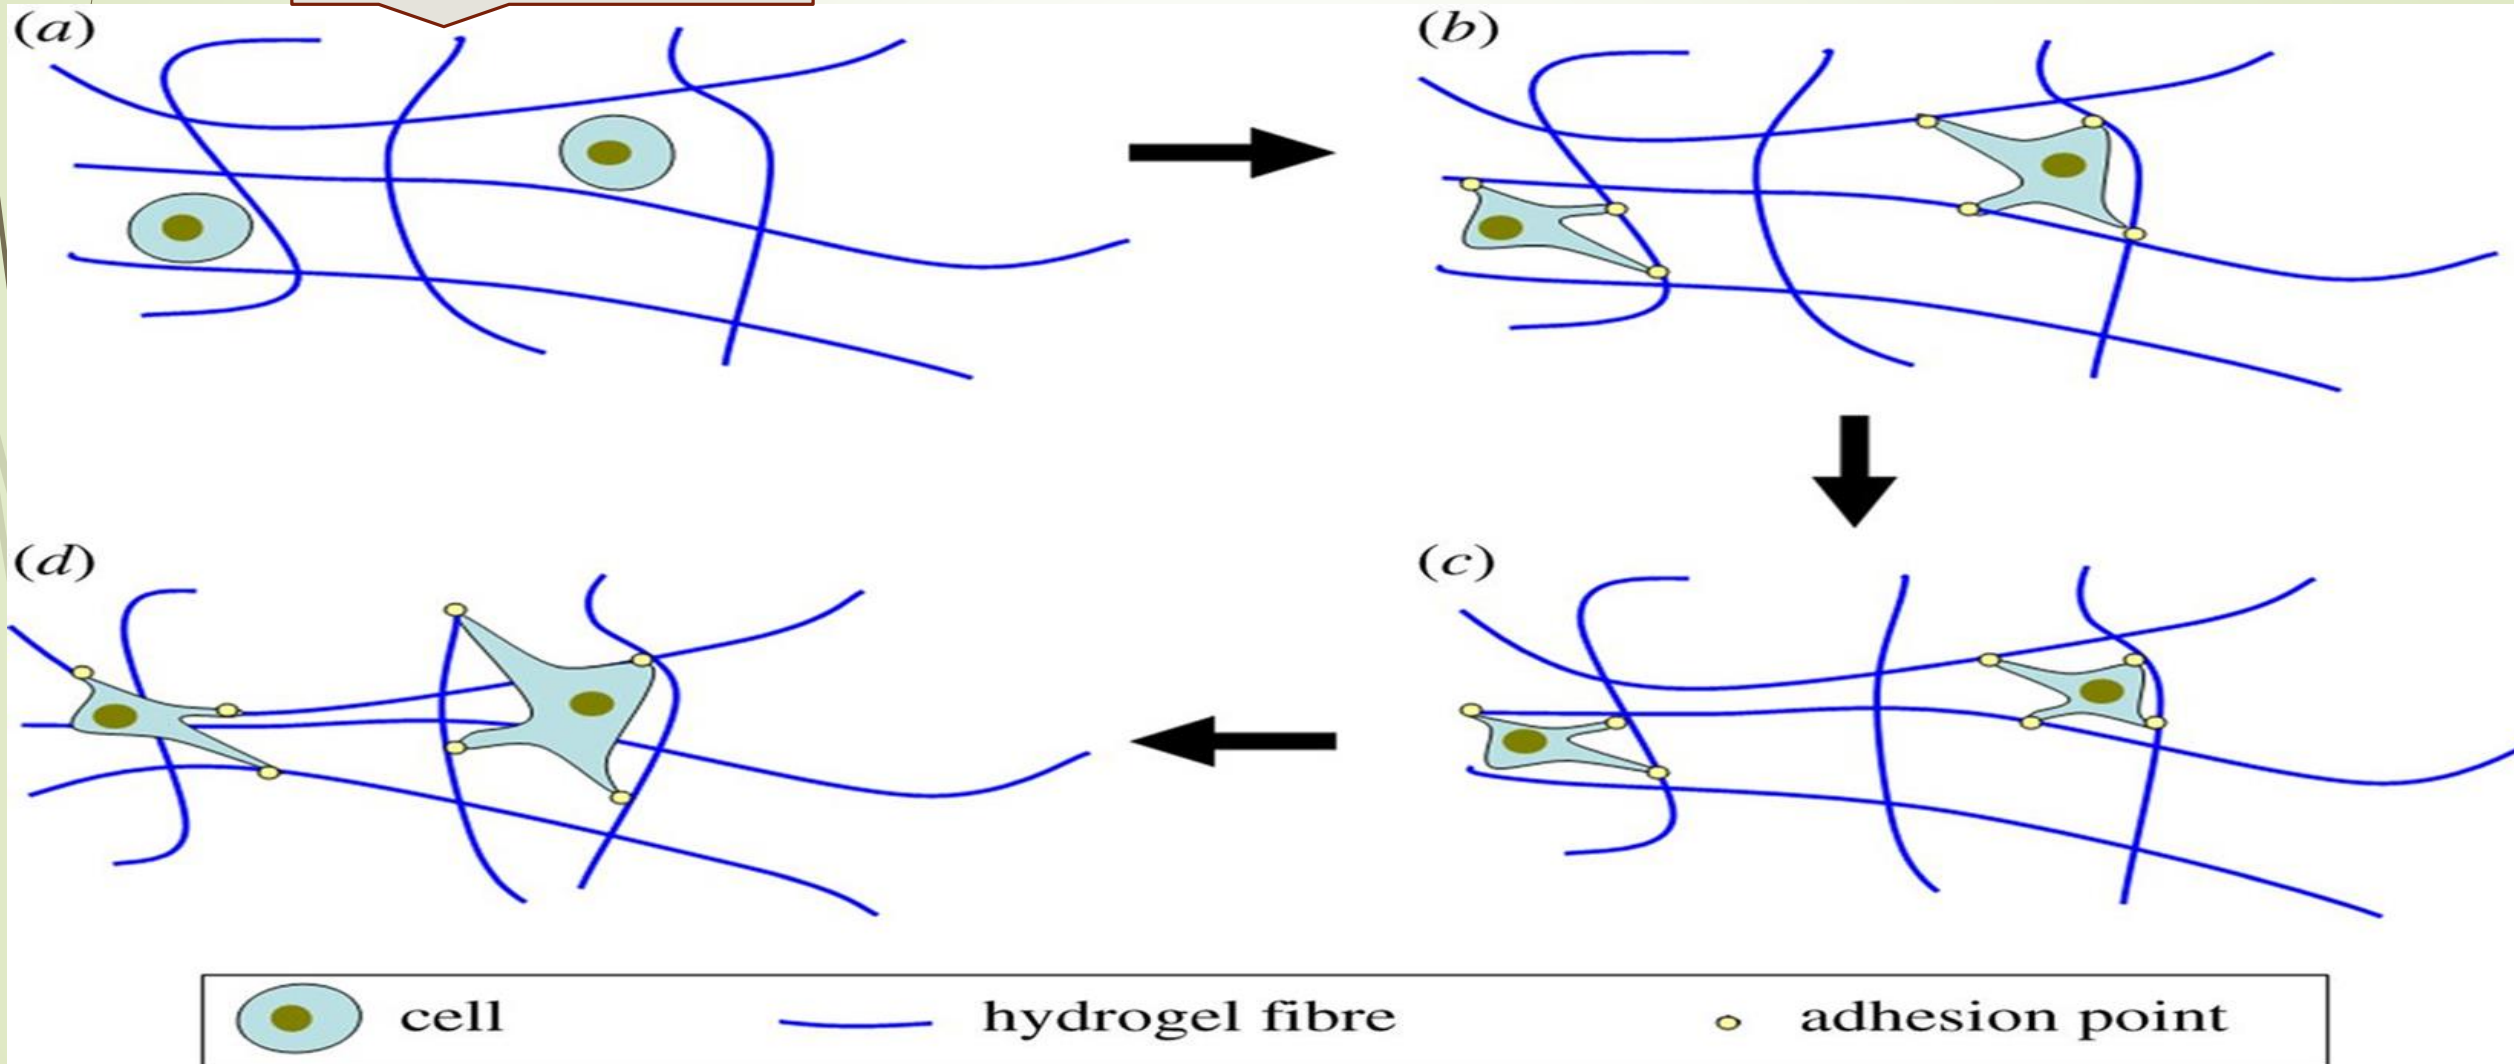 (a)
(b)
(d)
(c)
cell
hydrogel fibre
adhesion point